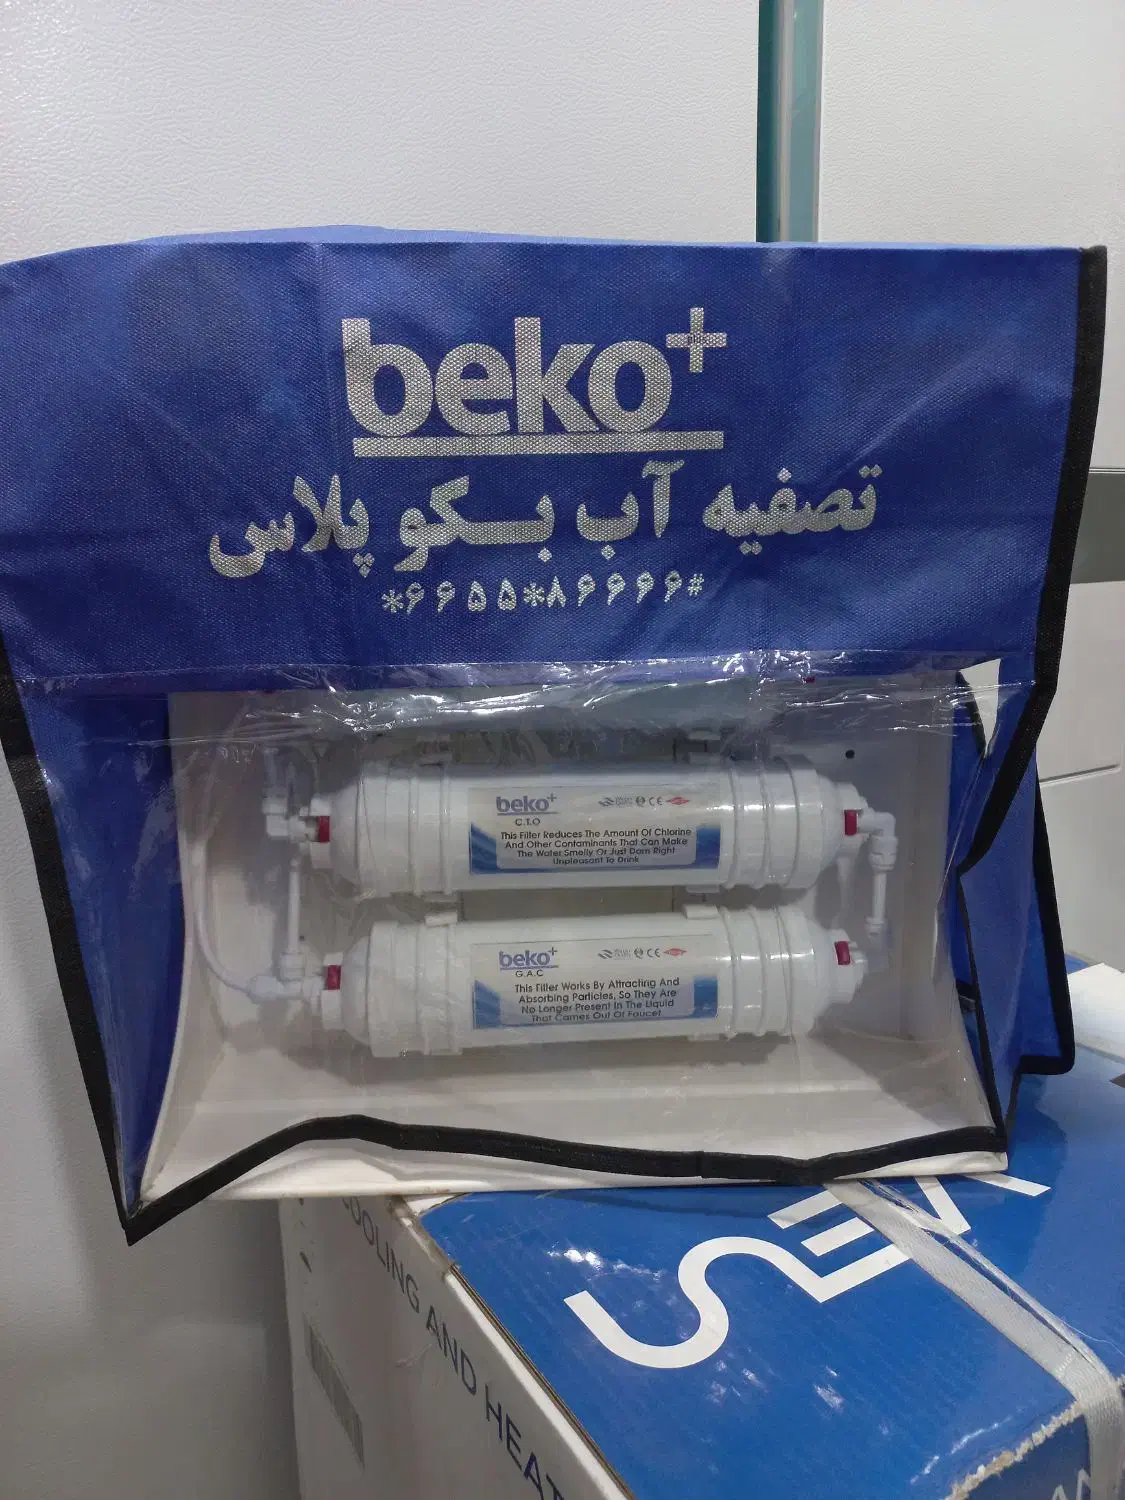 beko+
تصفیه آب بکو پلاس
*۶۶۵۵*۸۶۶۶۶#
beko+
C.T.O
CE
This Filter Reduces The Amount Of Chlorine
And Other Contaminants That Can Make
The Water Smelly Or Just Darn Right
Unpleasant To Drink
beko+
G.A.C
CE
This Filter Works By Attracting And
Absorbing Particles, So They Are
No Longer Present In The Liquid
That Comes Out Of Faucet
COOLING AND HEAT